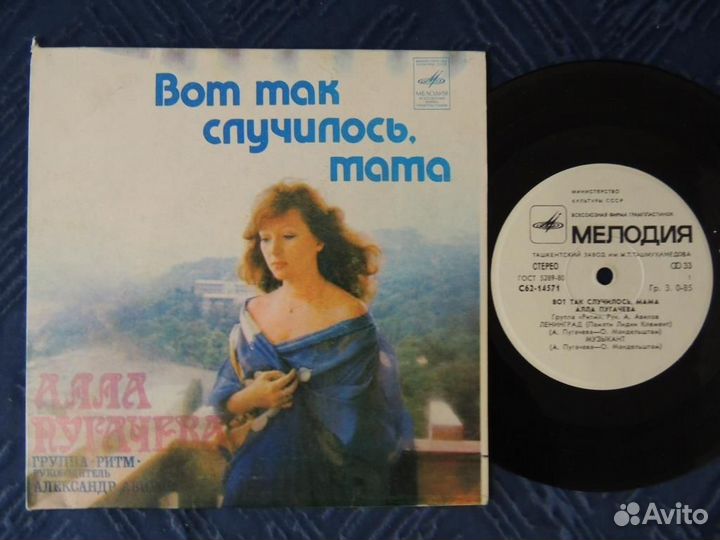 Вот так
случилось,
мама
МЕЛОДИЯ
АЛЛА
ПУГАЧЕВА
ГРУППА «РИТМ»
РУКОВОДИТЕЛЬ
АЛЕКСАНДР
МИНИСТЕРСТВО
КУЛЬТУРЫ СССР
ВСЕСОЮЗНАЯ ФИРМА ГРАМПЛАСТИНОК
МЕЛОДИЯ
ТАШКЕНТСКИЙ ЗАВОД ИМ. М.Т.ТАШМУХАМЕДОВА
СТЕРЕО 33
ГОСТ 5289-80 1
С62-14571 Гр. 3. 0-85
ВОТ ТАК СЛУЧИЛОСЬ, МАМА
АЛЛА ПУГАЧЕВА
Группа «Ритм». Рук. А. Авилов
ЛЕНИНГРАД (Памяти Лидии Клемент)
(А. Пугачева—О. Мандельштам)
МУЗЫКАНТ
(А. Пугачева—О. Мандельштам)
Avito